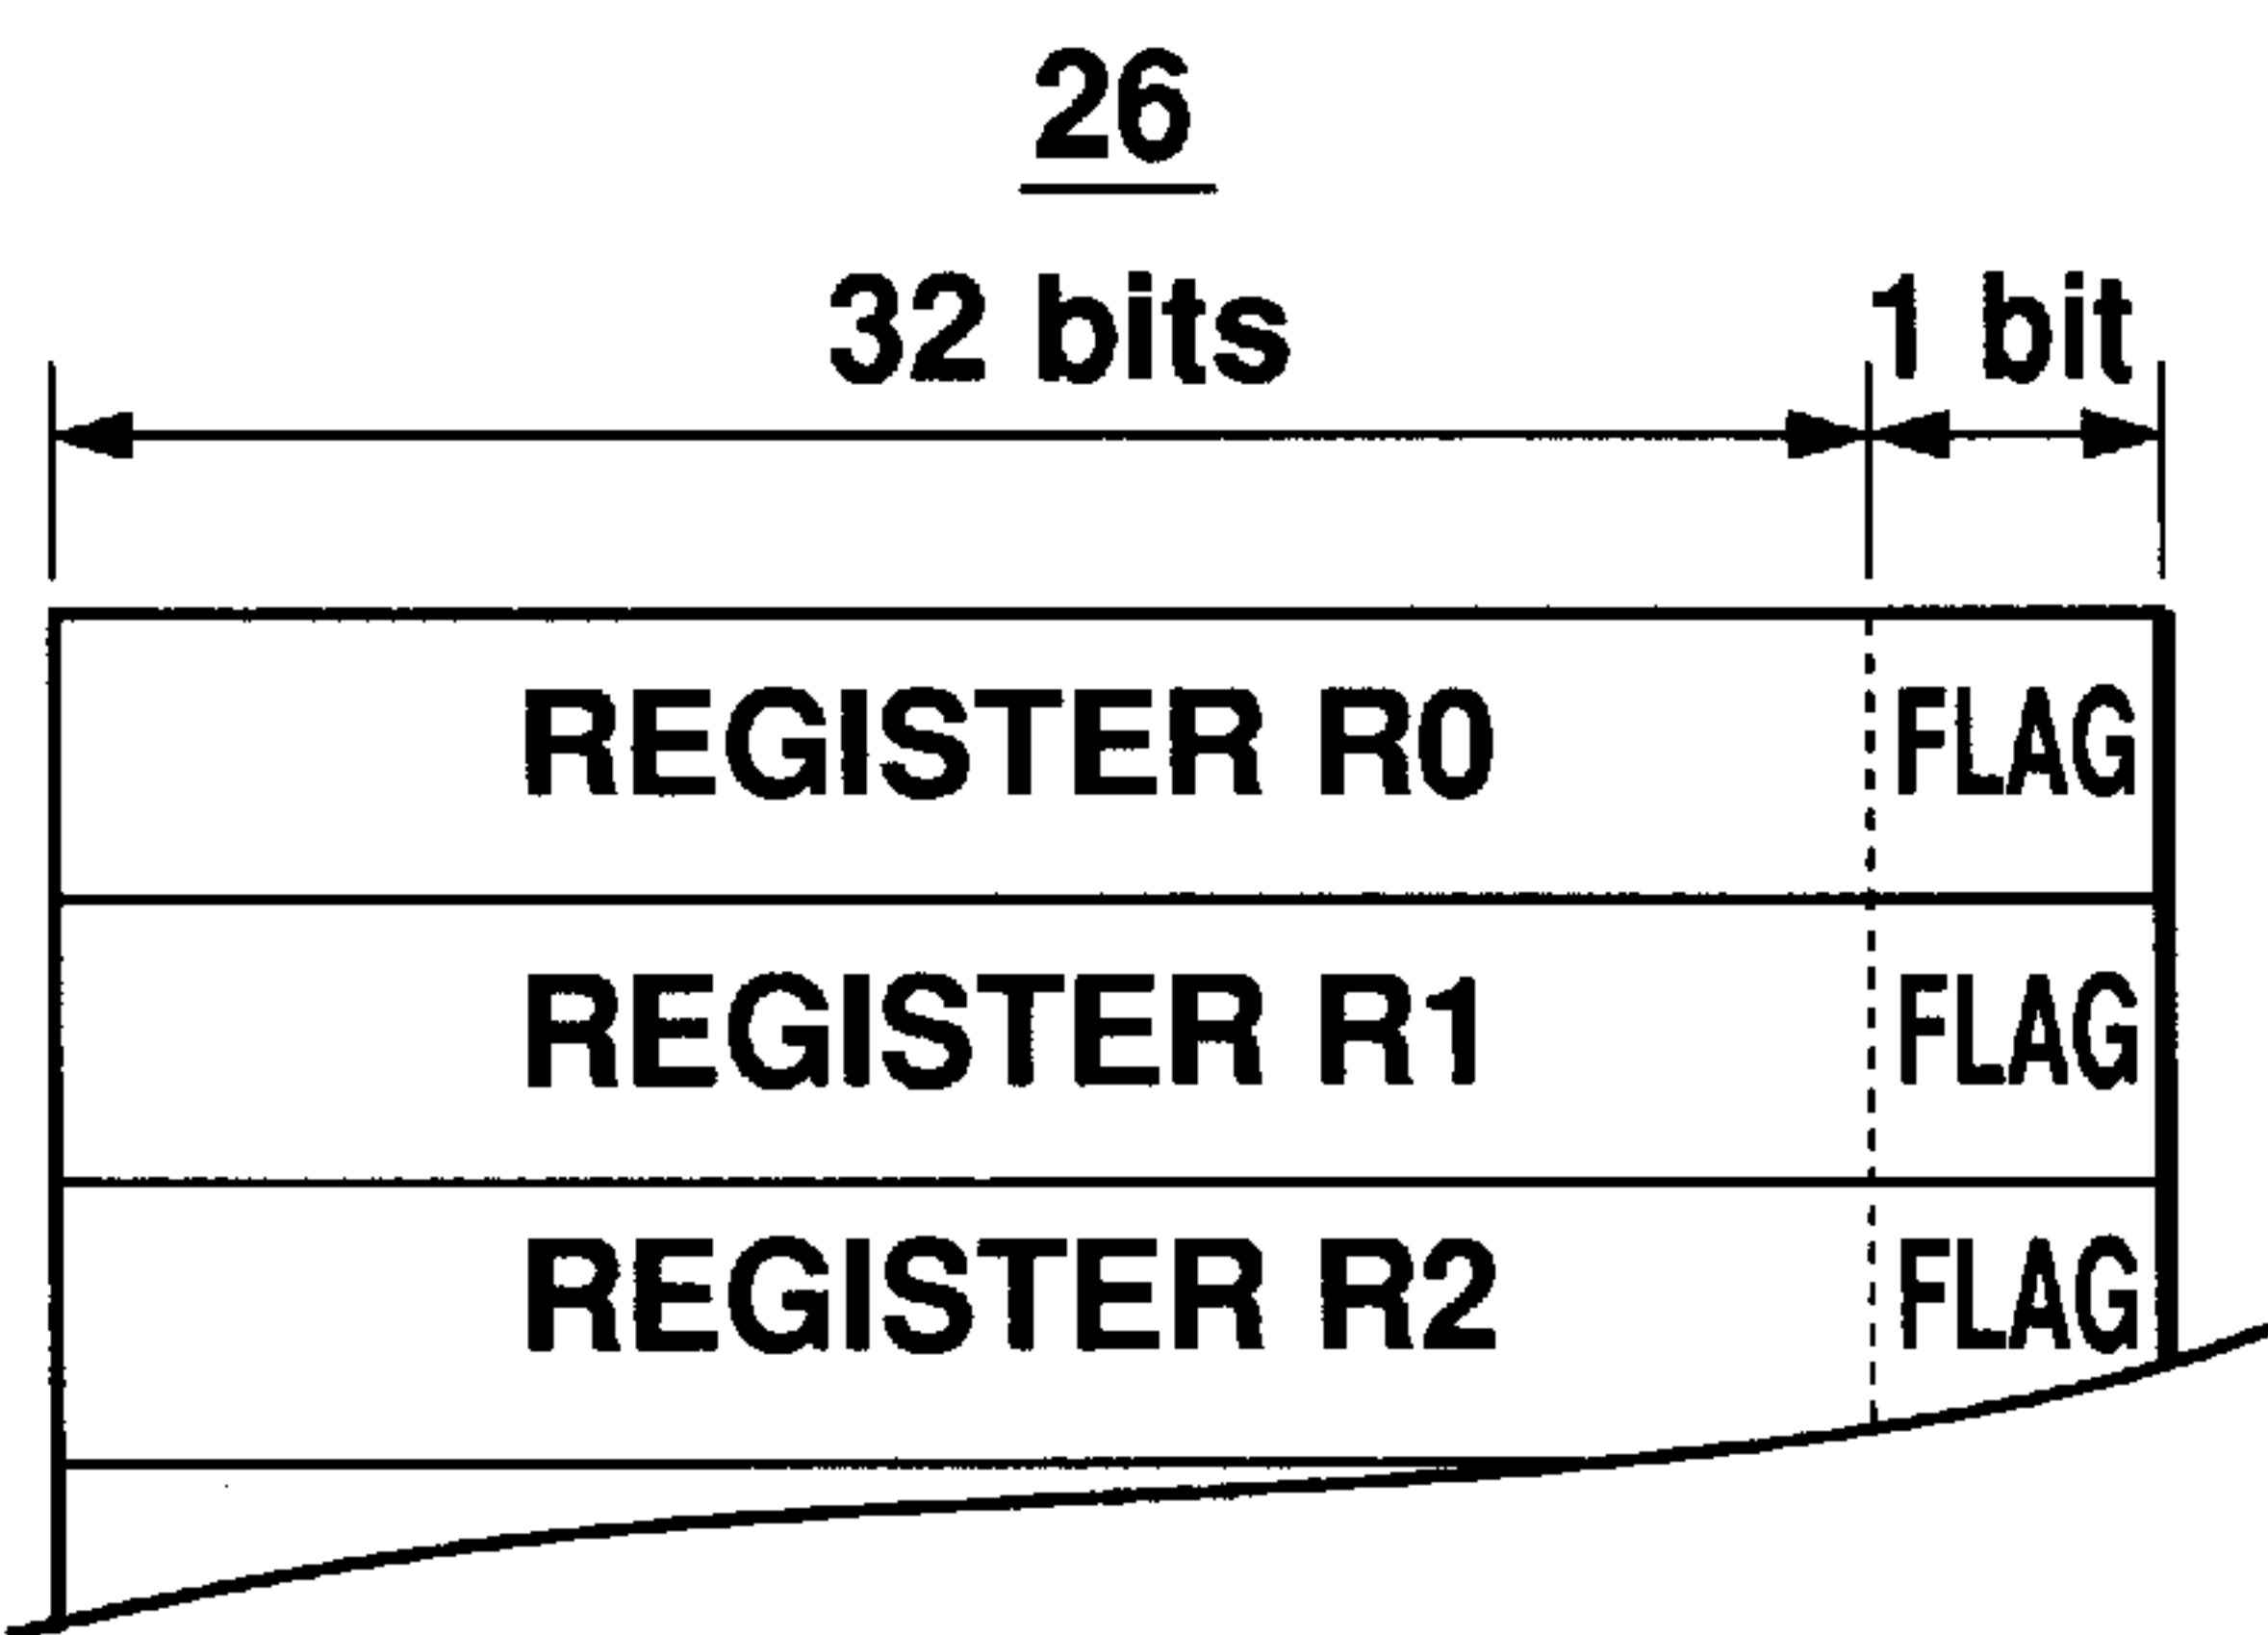 26
32 bits 1 bit
REGISTER R0 FLAG
REGISTER R1 FLAG
REGISTER R2 FLAG